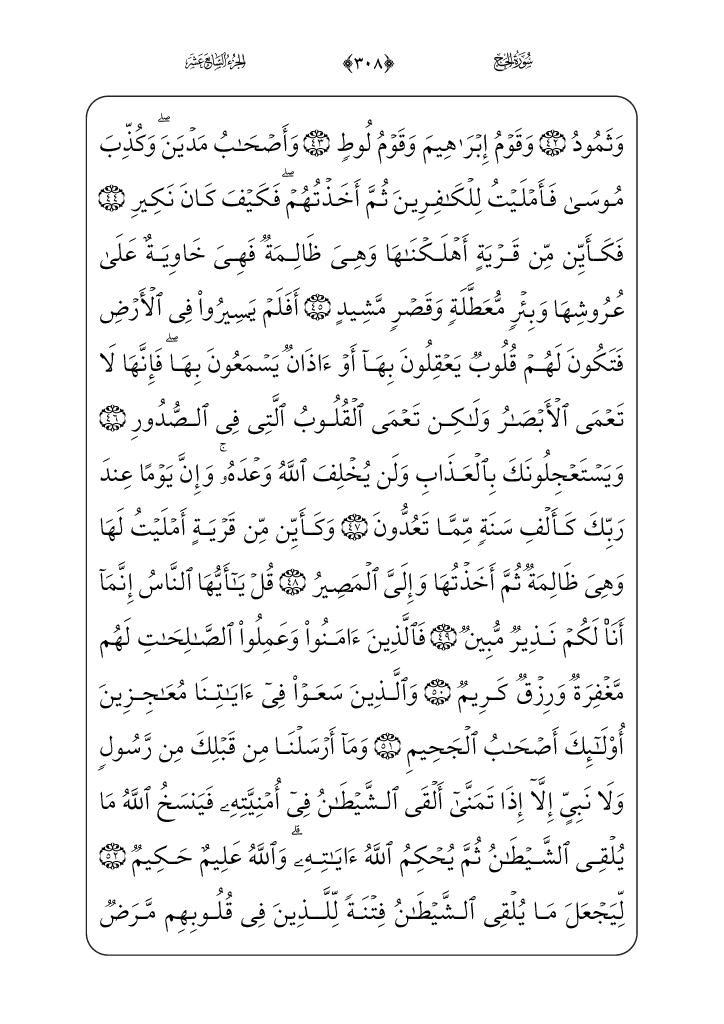 سُورَةُ الحَجِّ ﴿٣٠٨﴾ الجُزْءُ السَّابِعَ عَشَرَ
وَثَمُودُ ٤٢ وَقَوۡمُ إِبۡرَٰهِيمَ وَقَوۡمُ لُوطٖ ٤٣ وَأَصۡحَٰبُ مَدۡيَنَۖ وَكُذِّبَ
مُوسَىٰ فَأَمۡلَيۡتُ لِلۡكَٰفِرِينَ ثُمَّ أَخَذۡتُهُمۡۖ فَكَيۡفَ كَانَ نَكِيرِ ٤٤
فَكَأَيِّن مِّن قَرۡيَةٍ أَهۡلَكۡنَٰهَا وَهِيَ ظَالِمَةٞ فَهِيَ خَاوِيَةٌ عَلَىٰ
عُرُوشِهَا وَبِئۡرٖ مُّعَطَّلَةٖ وَقَصۡرٖ مَّشِيدٍ ٤٥ أَفَلَمۡ يَسِيرُواْ فِي ٱلۡأَرۡضِ
فَتَكُونَ لَهُمۡ قُلُوبٞ يَعۡقِلُونَ بِهَآ أَوۡ ءَاذَانٞ يَسۡمَعُونَ بِهَاۖ فَإِنَّهَا لَا
تَعۡمَى ٱلۡأَبۡصَٰرُ وَلَٰكِن تَعۡمَى ٱلۡقُلُوبُ ٱلَّتِي فِي ٱلصُّدُورِ ٤٦
وَيَسۡتَعۡجِلُونَكَ بِٱلۡعَذَابِ وَلَن يُخۡلِفَ ٱللَّهُ وَعۡدَهُۥۚ وَإِنَّ يَوۡمًا عِندَ
رَبِّكَ كَأَلۡفِ سَنَةٖ مِّمَّا تَعُدُّونَ ٤٧ وَكَأَيِّن مِّن قَرۡيَةٍ أَمۡلَيۡتُ لَهَا
وَهِيَ ظَالِمَةٞ ثُمَّ أَخَذۡتُهَا وَإِلَيَّ ٱلۡمَصِيرُ ٤٨ قُلۡ يَٰٓأَيُّهَا ٱلنَّاسُ إِنَّمَآ
أَنَا۠ لَكُمۡ نَذِيرٞ مُّبِينٞ ٤٩ فَٱلَّذِينَ ءَامَنُواْ وَعَمِلُواْ ٱلصَّٰلِحَٰتِ لَهُم
مَّغۡفِرَةٞ وَرِزۡقٞ كَرِيمٞ ٥٠ وَٱلَّذِينَ سَعَوۡاْ فِيٓ ءَايَٰتِنَا مُعَٰجِزِينَ
أُوْلَٰٓئِكَ أَصۡحَٰبُ ٱلۡجَحِيمِ ٥١ وَمَآ أَرۡسَلۡنَا مِن قَبۡلِكَ مِن رَّسُولٖ
وَلَا نَبِيٍّ إِلَّآ إِذَا تَمَنَّىٰٓ أَلۡقَى ٱلشَّيۡطَٰنُ فِيٓ أُمۡنِيَّتِهِۦ فَيَنسَخُ ٱللَّهُ مَا
يُلۡقِي ٱلشَّيۡطَٰنُ ثُمَّ يُحۡكِمُ ٱللَّهُ ءَايَٰتِهِۦۗ وَٱللَّهُ عَلِيمٌ حَكِيمٞ ٥٢
لِّيَجۡعَلَ مَا يُلۡقِي ٱلشَّيۡطَٰنُ فِتۡنَةٗ لِّلَّذِينَ فِي قُلُوبِهِم مَّرَضٞ